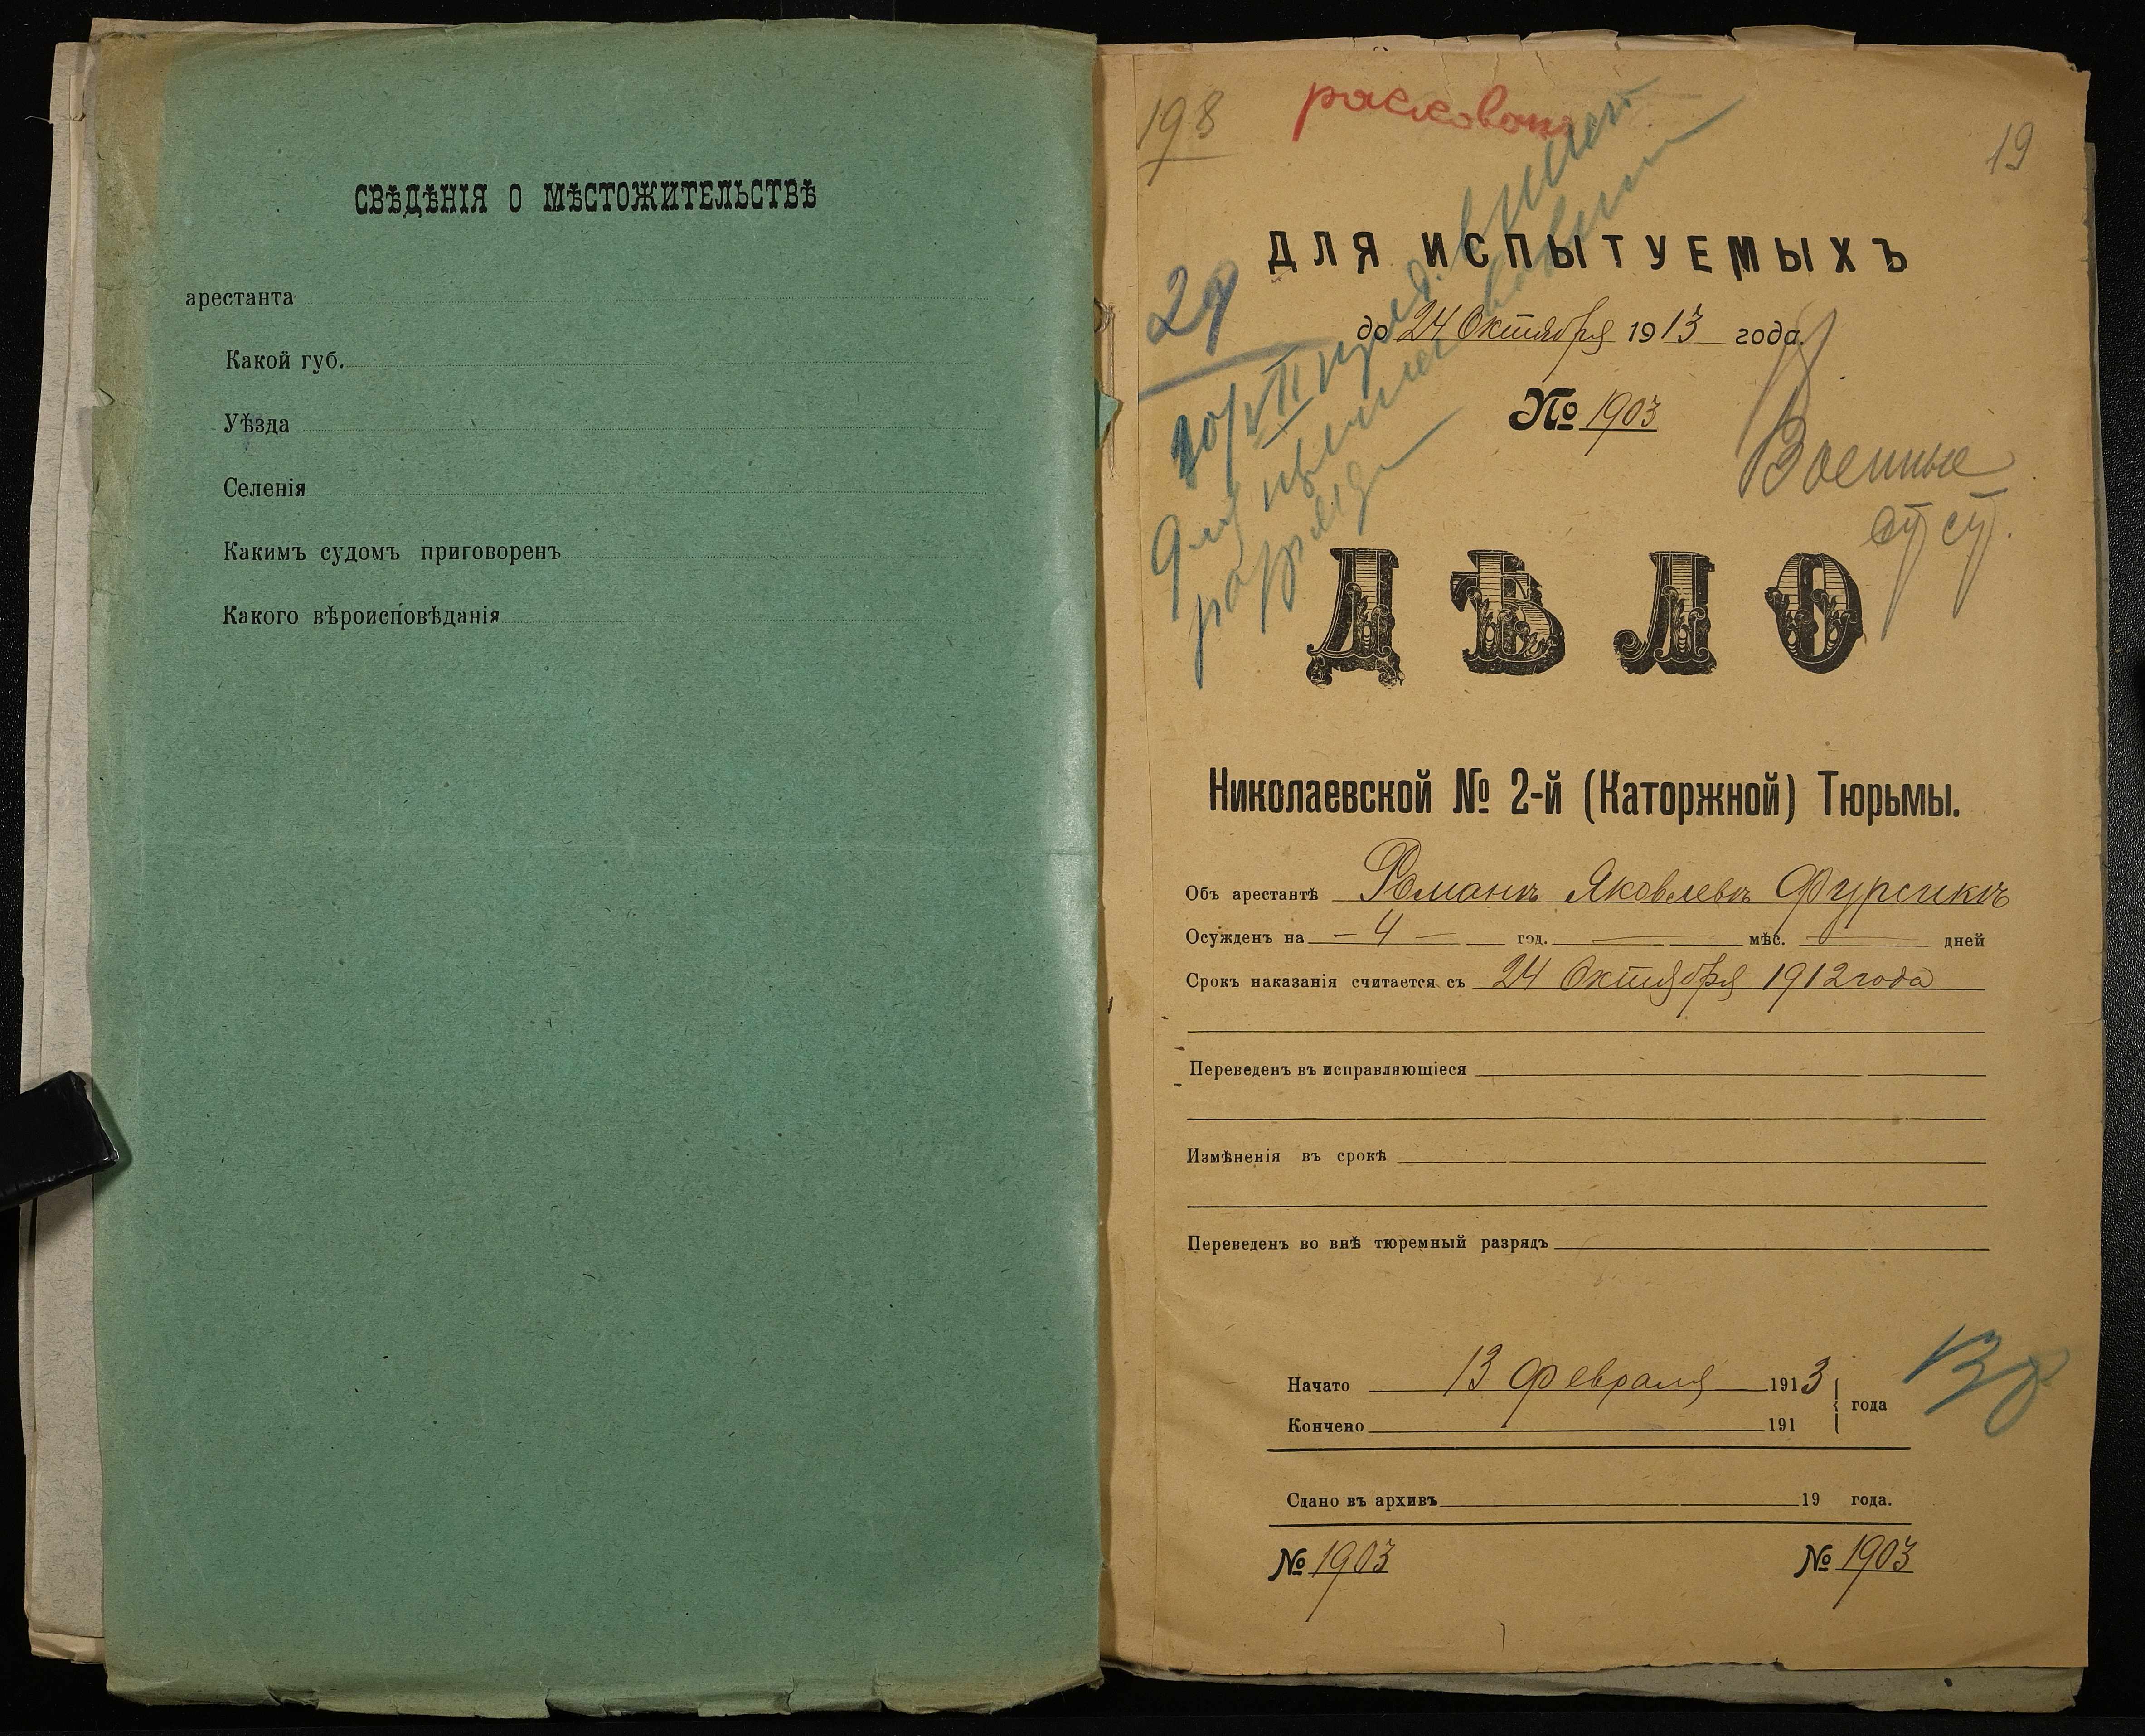 СВѢДѢНІЯ О МѢСТОЖИТЕЛЬСТВѢ
арестанта
Какой губ.
Уѣзда
Селенія
Какимъ судомъ приговоренъ
Какого вѣроисповѣданія
198
19
ДЛЯ ИСПЫТУЕМЫХЪ
29
до 24 Октября 1913 года.
№ 1903
Военные
ДѢЛО
Николаевской № 2-й (Каторжной) Тюрьмы.
Объ арестантѣ Романъ Яковлевъ Фурсикъ
Осужденъ на — 4 — год. — мѣс. — дней
Срокъ наказанія считается съ 24 Октября 1912 года
Переведенъ въ исправляющіеся
Измѣненія въ срокѣ
Переведенъ во внѣ тюремный разрядъ
Начато 13 Февраля 1913
года
Кончено 191
Сдано въ архивъ 19 года.
№ 1903 № 1903